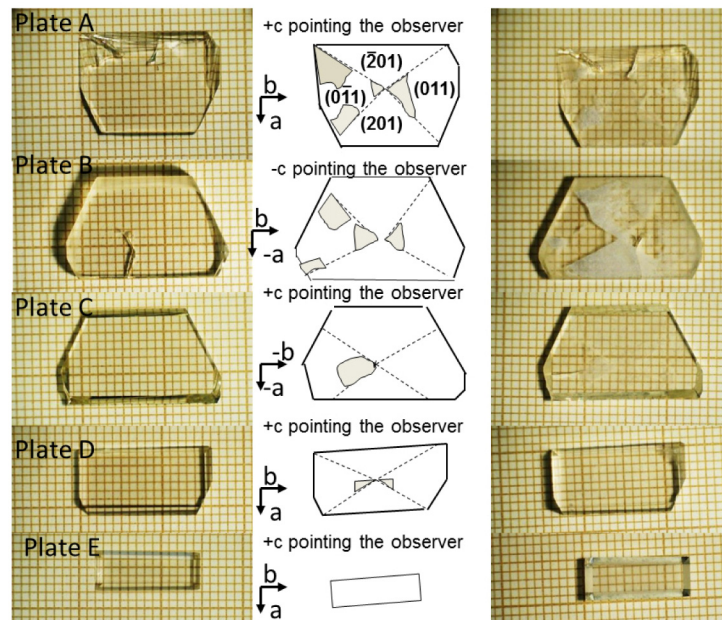 Plate A
+c pointing the observer
b
a
(2̄01)
(01̄1)
(011)
(201)
Plate B
-c pointing the observer
b
-a
Plate C
+c pointing the observer
-b
-a
Plate D
+c pointing the observer
b
a
Plate E
+c pointing the observer
b
a